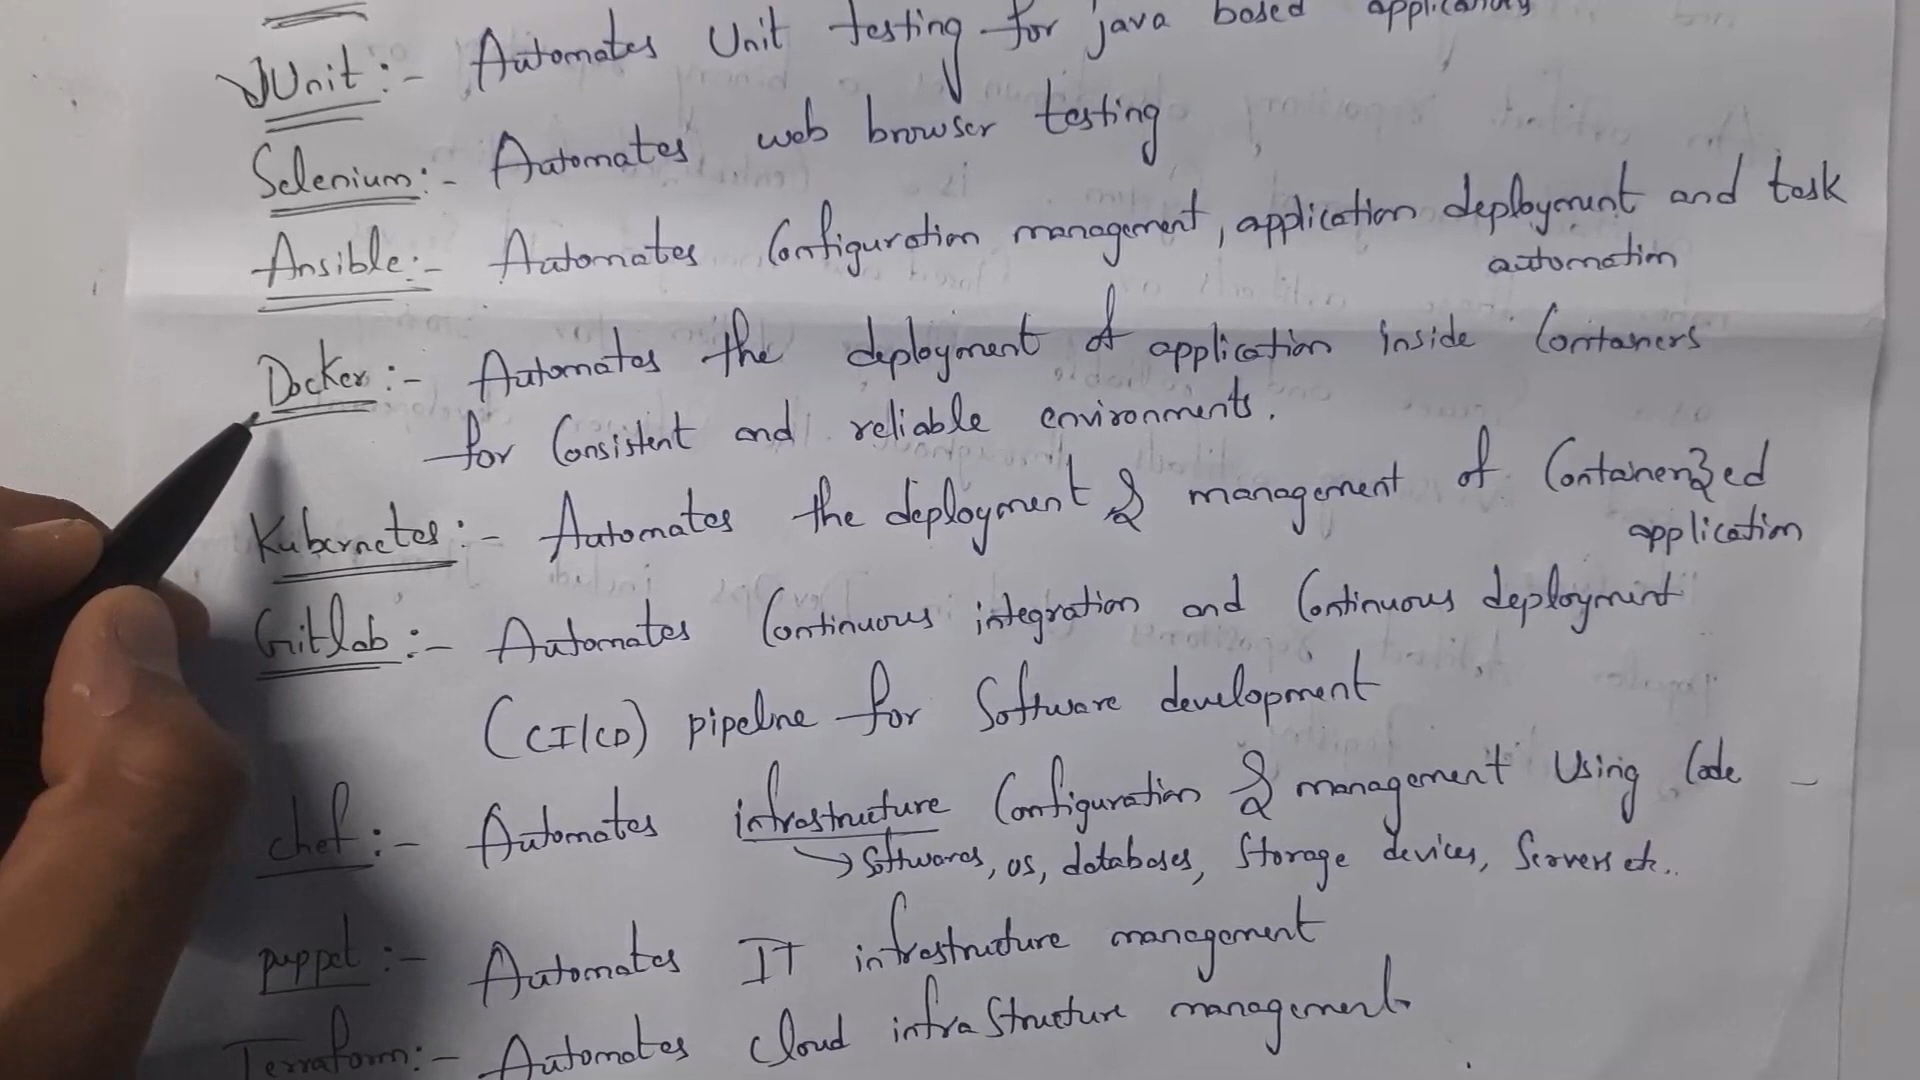 JUnit :- Automates Unit testing for java based
Selenium :- Automates web browser testing
Ansible :- Automates Configuration management, application deployment and task
automation
Docker :- Automates the deployment of application inside Containers
for Consistent and reliable environments.
Kubernetes :- Automates the deployment & management of Containerized
application
Gitlab :- Automates Continuous integration and Continuous deployment
(CI/CD) pipeline for Software development
chef :- Automates infrastructure Configuration & management Using Code -
Softwares, os, databases, Storage devices, Servers etc..
puppet :- Automates IT infrastructure management
Terraform :- Automates Cloud infraStructure management